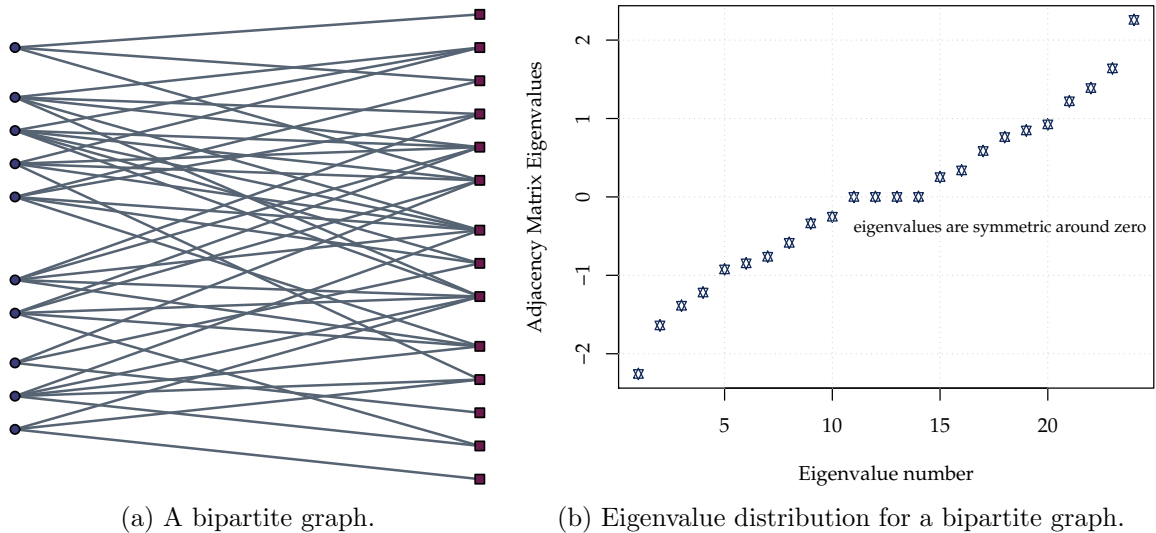 Adjacency Matrix Eigenvalues
2
1
0
−1
−2
eigenvalues are symmetric around zero
5 10 15 20
Eigenvalue number
(a) A bipartite graph.
(b) Eigenvalue distribution for a bipartite graph.